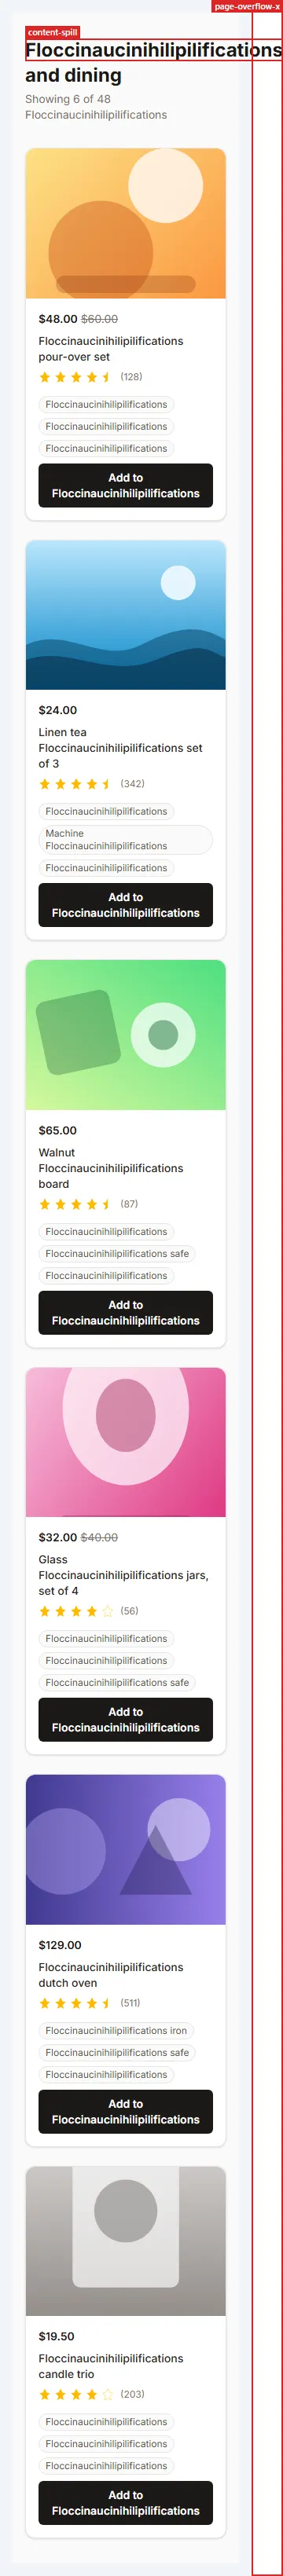 page-overflow-x
content-spill
Floccinaucinihilipilifications
and dining
Showing 6 of 48
Floccinaucinihilipilifications
$48.00 $60.00
Floccinaucinihilipilifications
pour-over set
(128)
Floccinaucinihilipilifications
Floccinaucinihilipilifications
Floccinaucinihilipilifications
Add to
Floccinaucinihilipilifications
$24.00
Linen tea
Floccinaucinihilipilifications set
of 3
(342)
Floccinaucinihilipilifications
Machine
Floccinaucinihilipilifications
Floccinaucinihilipilifications
Add to
Floccinaucinihilipilifications
$65.00
Walnut
Floccinaucinihilipilifications
board
(87)
Floccinaucinihilipilifications
Floccinaucinihilipilifications safe
Floccinaucinihilipilifications
Add to
Floccinaucinihilipilifications
$32.00 $40.00
Glass
Floccinaucinihilipilifications jars,
set of 4
(56)
Floccinaucinihilipilifications
Floccinaucinihilipilifications
Floccinaucinihilipilifications safe
Add to
Floccinaucinihilipilifications
$129.00
Floccinaucinihilipilifications
dutch oven
(511)
Floccinaucinihilipilifications iron
Floccinaucinihilipilifications safe
Floccinaucinihilipilifications
Add to
Floccinaucinihilipilifications
$19.50
Floccinaucinihilipilifications
candle trio
(203)
Floccinaucinihilipilifications
Floccinaucinihilipilifications
Floccinaucinihilipilifications
Add to
Floccinaucinihilipilifications